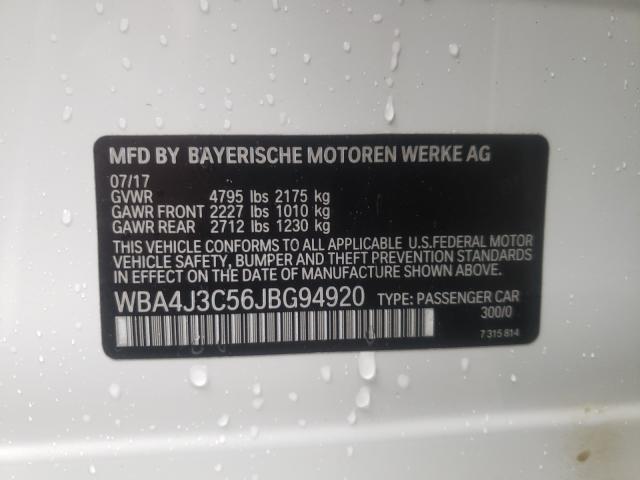 MFD BY BAYERISCHE MOTOREN WERKE AG
07/17
GVWR 4795 lbs 2175 kg
GAWR FRONT 2227 lbs 1010 kg
GAWR REAR 2712 lbs 1230 kg
THIS VEHICLE CONFORMS TO ALL APPLICABLE U.S.FEDERAL MOTOR
VEHICLE SAFETY, BUMPER AND THEFT PREVENTION STANDARDS
IN EFFECT ON THE DATE OF MANUFACTURE SHOWN ABOVE.
WBA4J3C56JBG94920 TYPE: PASSENGER CAR
300/0
7 315 814